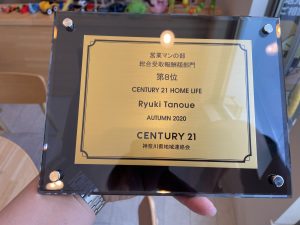 営業マンの部
総合受取報酬額部門
第8位
CENTURY 21 HOME LIFE
Ryuki Tanoue
AUTUMN 2020
CENTURY 21
神奈川県地域連絡会